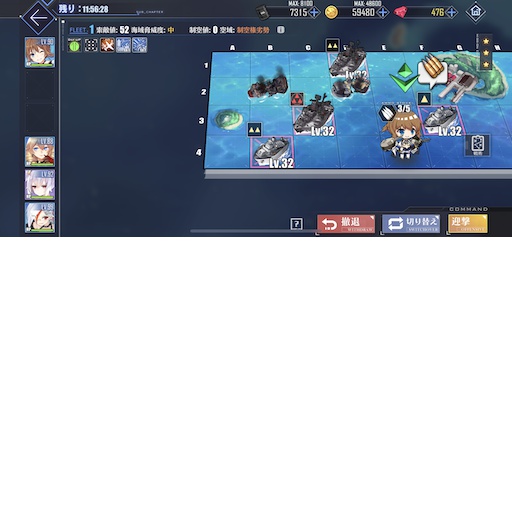 残り：11:56:28
MAX: 8100
7315
MAX: 48600
59480
476
FLEET. 1 索敵値: 52 海域脅威度: 中 制空値: 0 空域: 制空権劣勢
A B C
1
2
3
4
LV.32
LV.32
LV.32
LV.32
3/5
?
撤退
WITHDRAW
切り替え
SWITCHOVER
迎撃
COMMAND